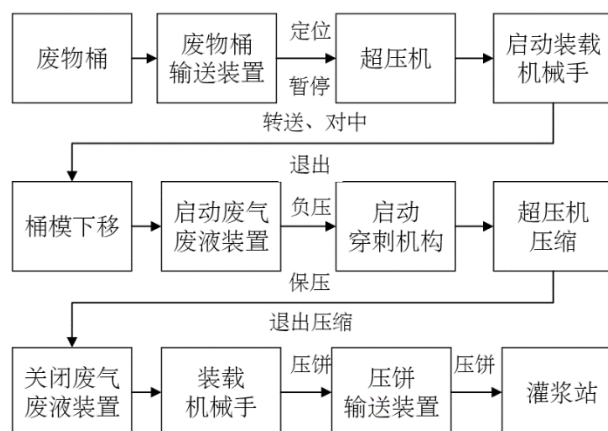 废物桶
废物桶
输送装置
定位
暂停
超压机
启动装载
机械手
转送、对中
退出
桶模下移
启动废气
废液装置
负压
启动
穿刺机构
超压机
压缩
保压
退出压缩
关闭废气
废液装置
装载
机械手
压饼
压饼
输送装置
压饼
灌浆站